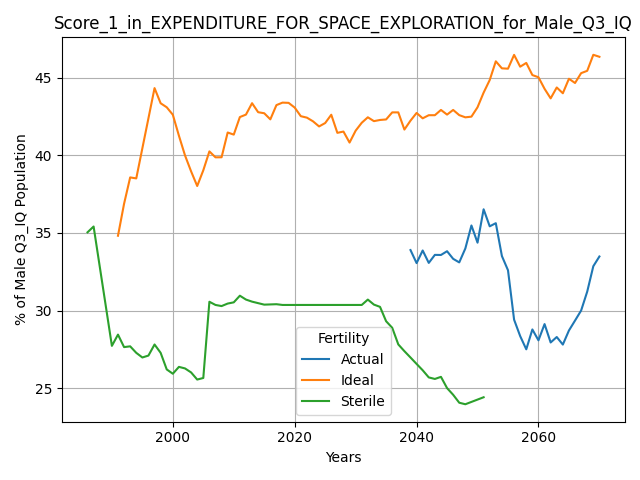 Score_1_in_EXPENDITURE_FOR_SPACE_EXPLORATION_for_Male_Q3_IQ
% of Male Q3_IQ Population
45
40
35
30
25
Fertility
Actual
Ideal
Sterile
2000 2020 2040 2060
Years